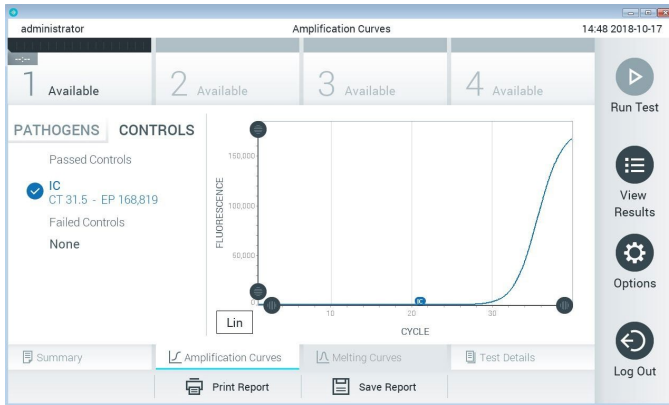 administrator
Amplification Curves
14:48 2018-10-17
--:--
1 Available
2 Available
3 Available
4 Available
Run Test
PATHOGENS CONTROLS
Passed Controls
IC
CT 31.5 - EP 168,819
Failed Controls
None
FLUORESCENCE
150,000
100,000
50,000
0
IC
10 20 30
CYCLE
Lin
View
Results
Options
Log Out
Summary
Amplification Curves
Melting Curves
Test Details
Print Report
Save Report